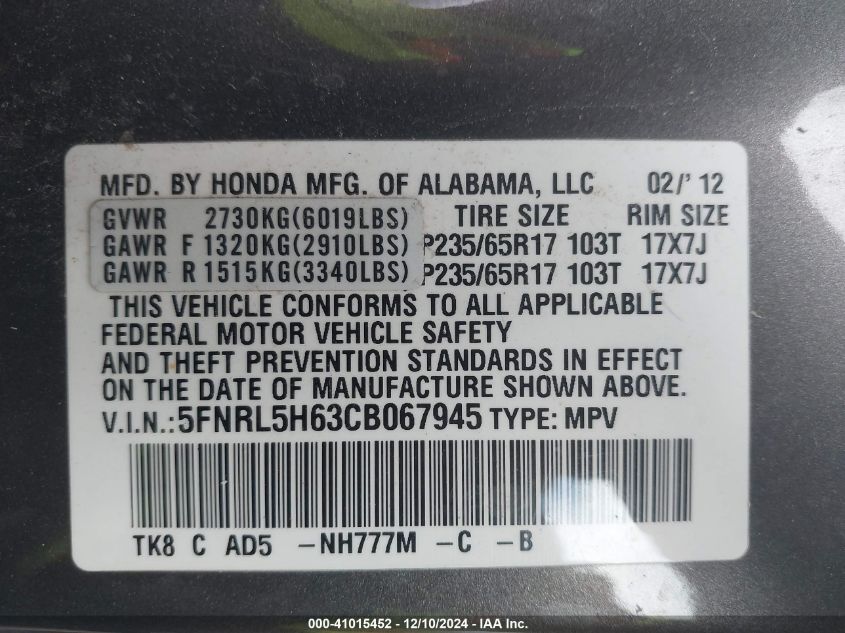 MFD. BY HONDA MFG. OF ALABAMA, LLC 02/' 12
GVWR 2730KG(6019LBS) TIRE SIZE RIM SIZE
GAWR F 1320KG(2910LBS) P235/65R17 103T 17X7J
GAWR R 1515KG(3340LBS) P235/65R17 103T 17X7J
THIS VEHICLE CONFORMS TO ALL APPLICABLE
FEDERAL MOTOR VEHICLE SAFETY
AND THEFT PREVENTION STANDARDS IN EFFECT
ON THE DATE OF MANUFACTURE SHOWN ABOVE.
V.I.N.:5FNRL5H63CB067945 TYPE: MPV
TK8 C AD5 -NH777M -C -B
000-41015452 - 12/10/2024 - IAA Inc.